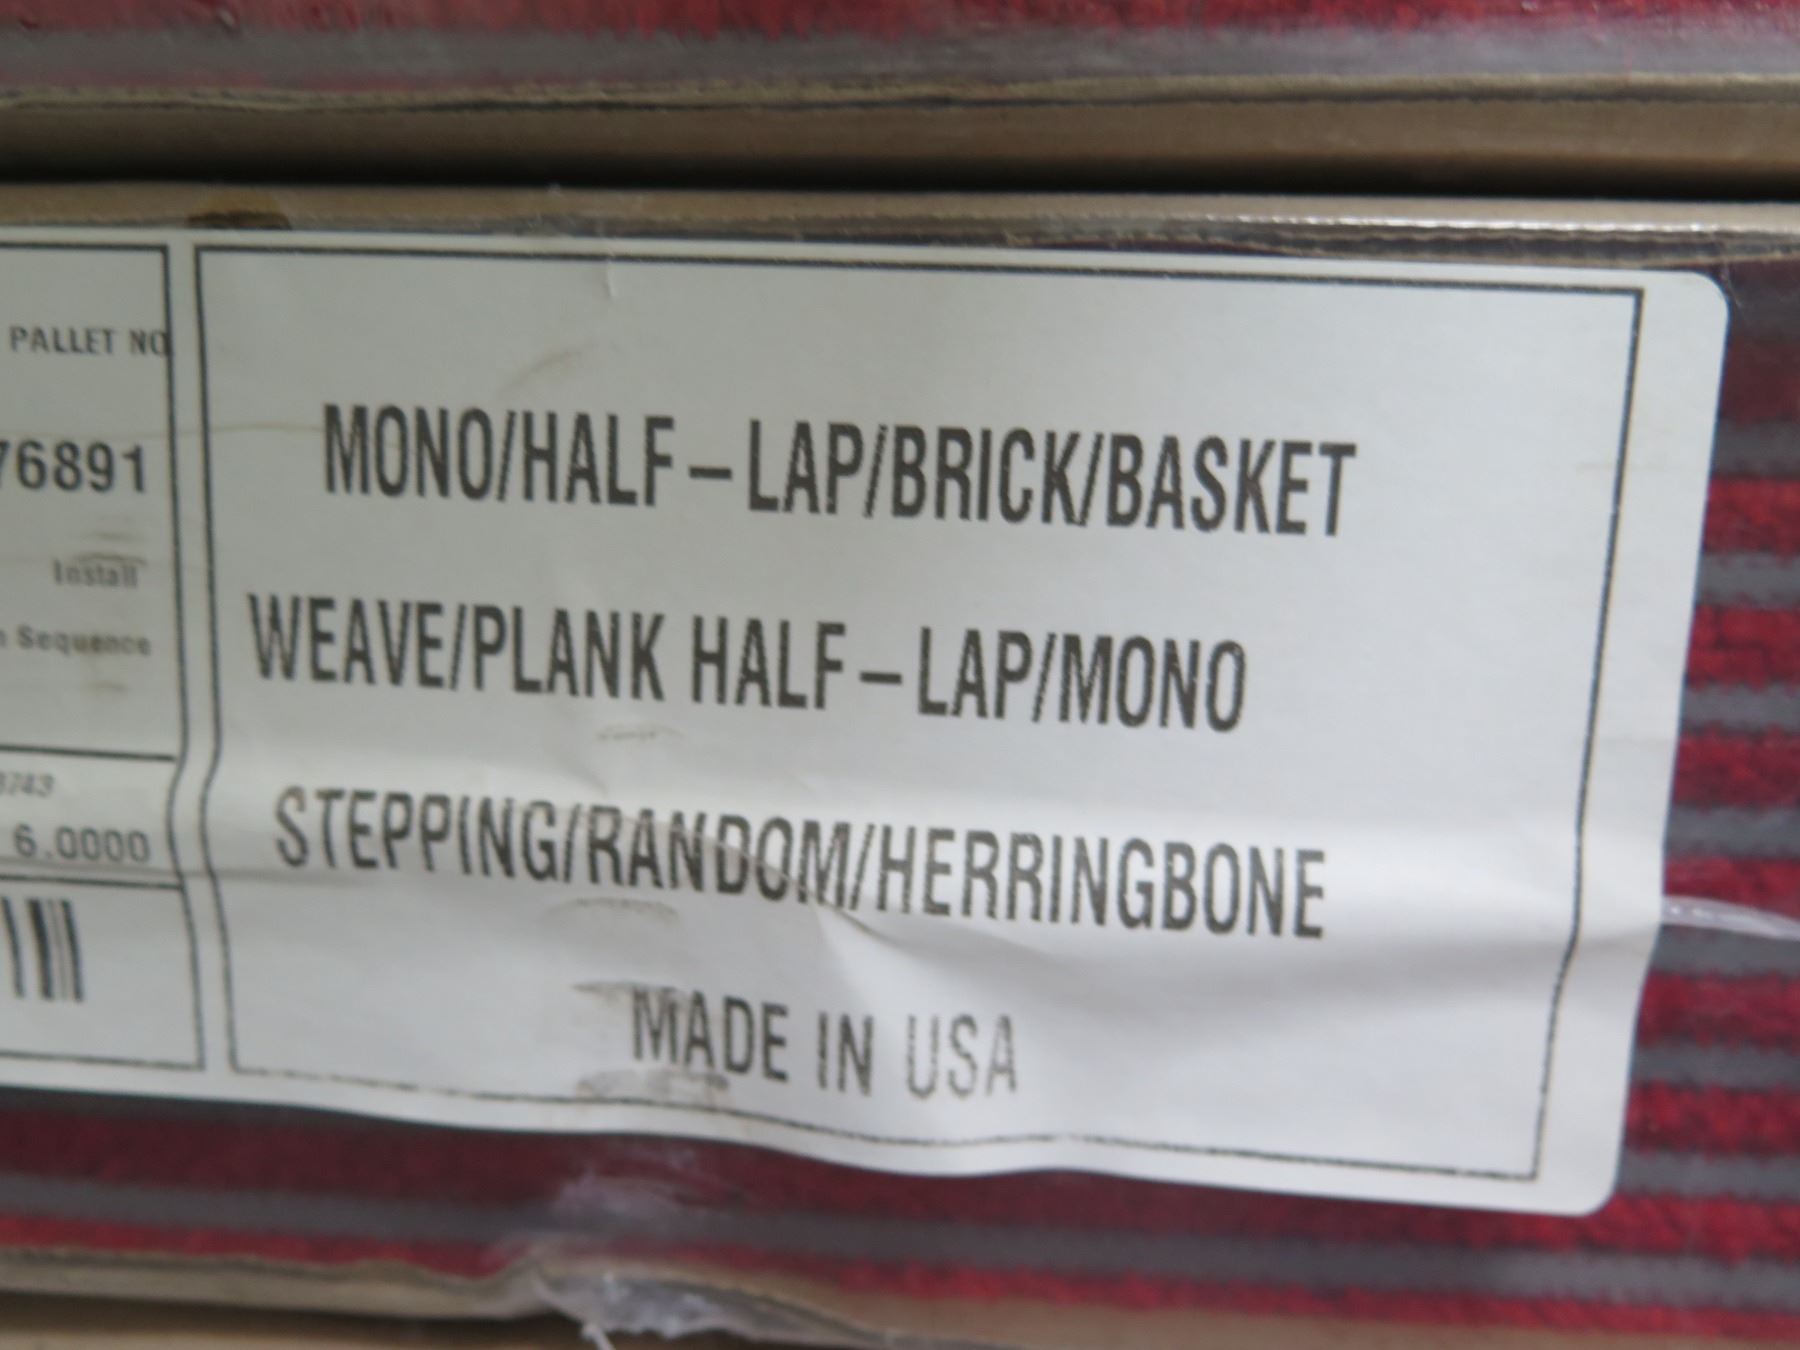 PALLET NO
76891
Install
Sequence
3743
6.0000
MONO/HALF-LAP/BRICK/BASKET
WEAVE/PLANK HALF-LAP/MONO
STEPPING/RANDOM/HERRINGBONE
MADE IN USA